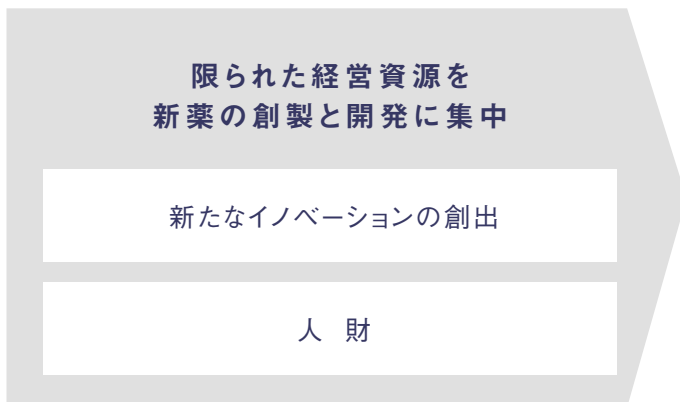 限られた経営資源を
新薬の創製と開発に集中
新たなイノベーションの創出
人　財